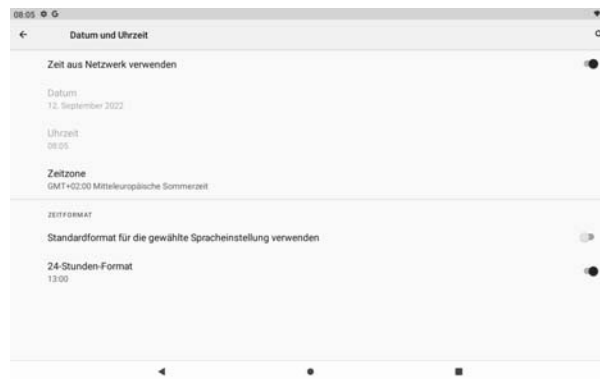 08:05 G
Datum und Uhrzeit
Zeit aus Netzwerk verwenden
Datum
12. September 2022
Uhrzeit
08:05
Zeitzone
GMT+02:00 Mitteleuropäische Sommerzeit
ZEITFORMAT
Standardformat für die gewählte Spracheinstellung verwenden
24-Stunden-Format
13:00